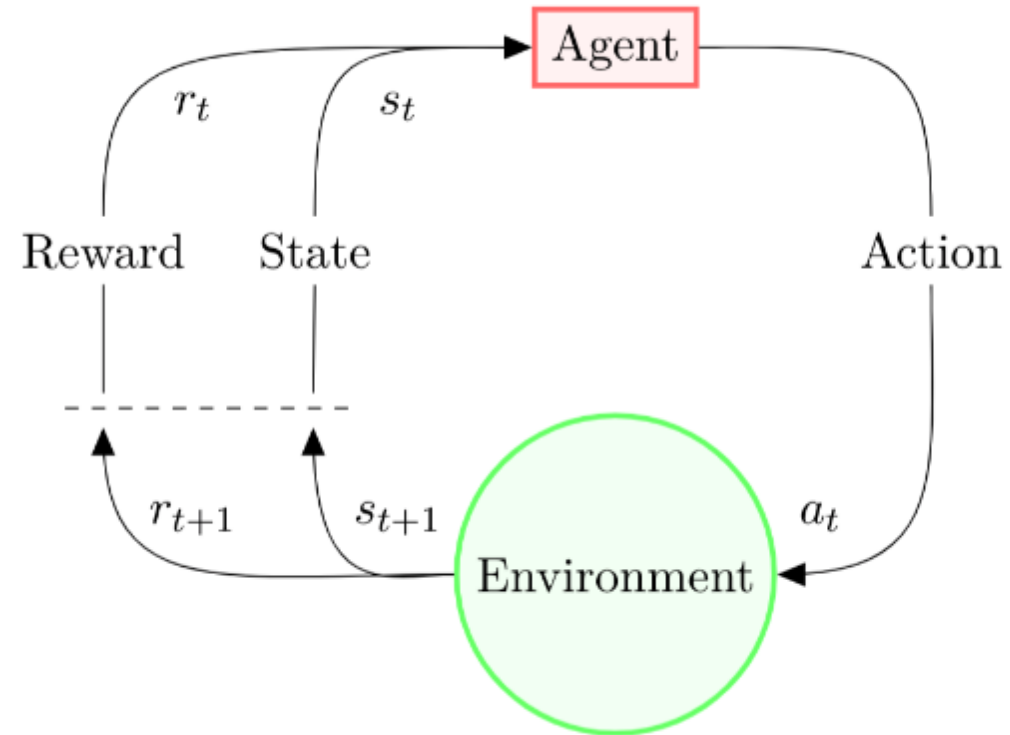 Agent
r_t
s_t
Reward
State
Action
r_{t+1}
s_{t+1}
a_t
Environment